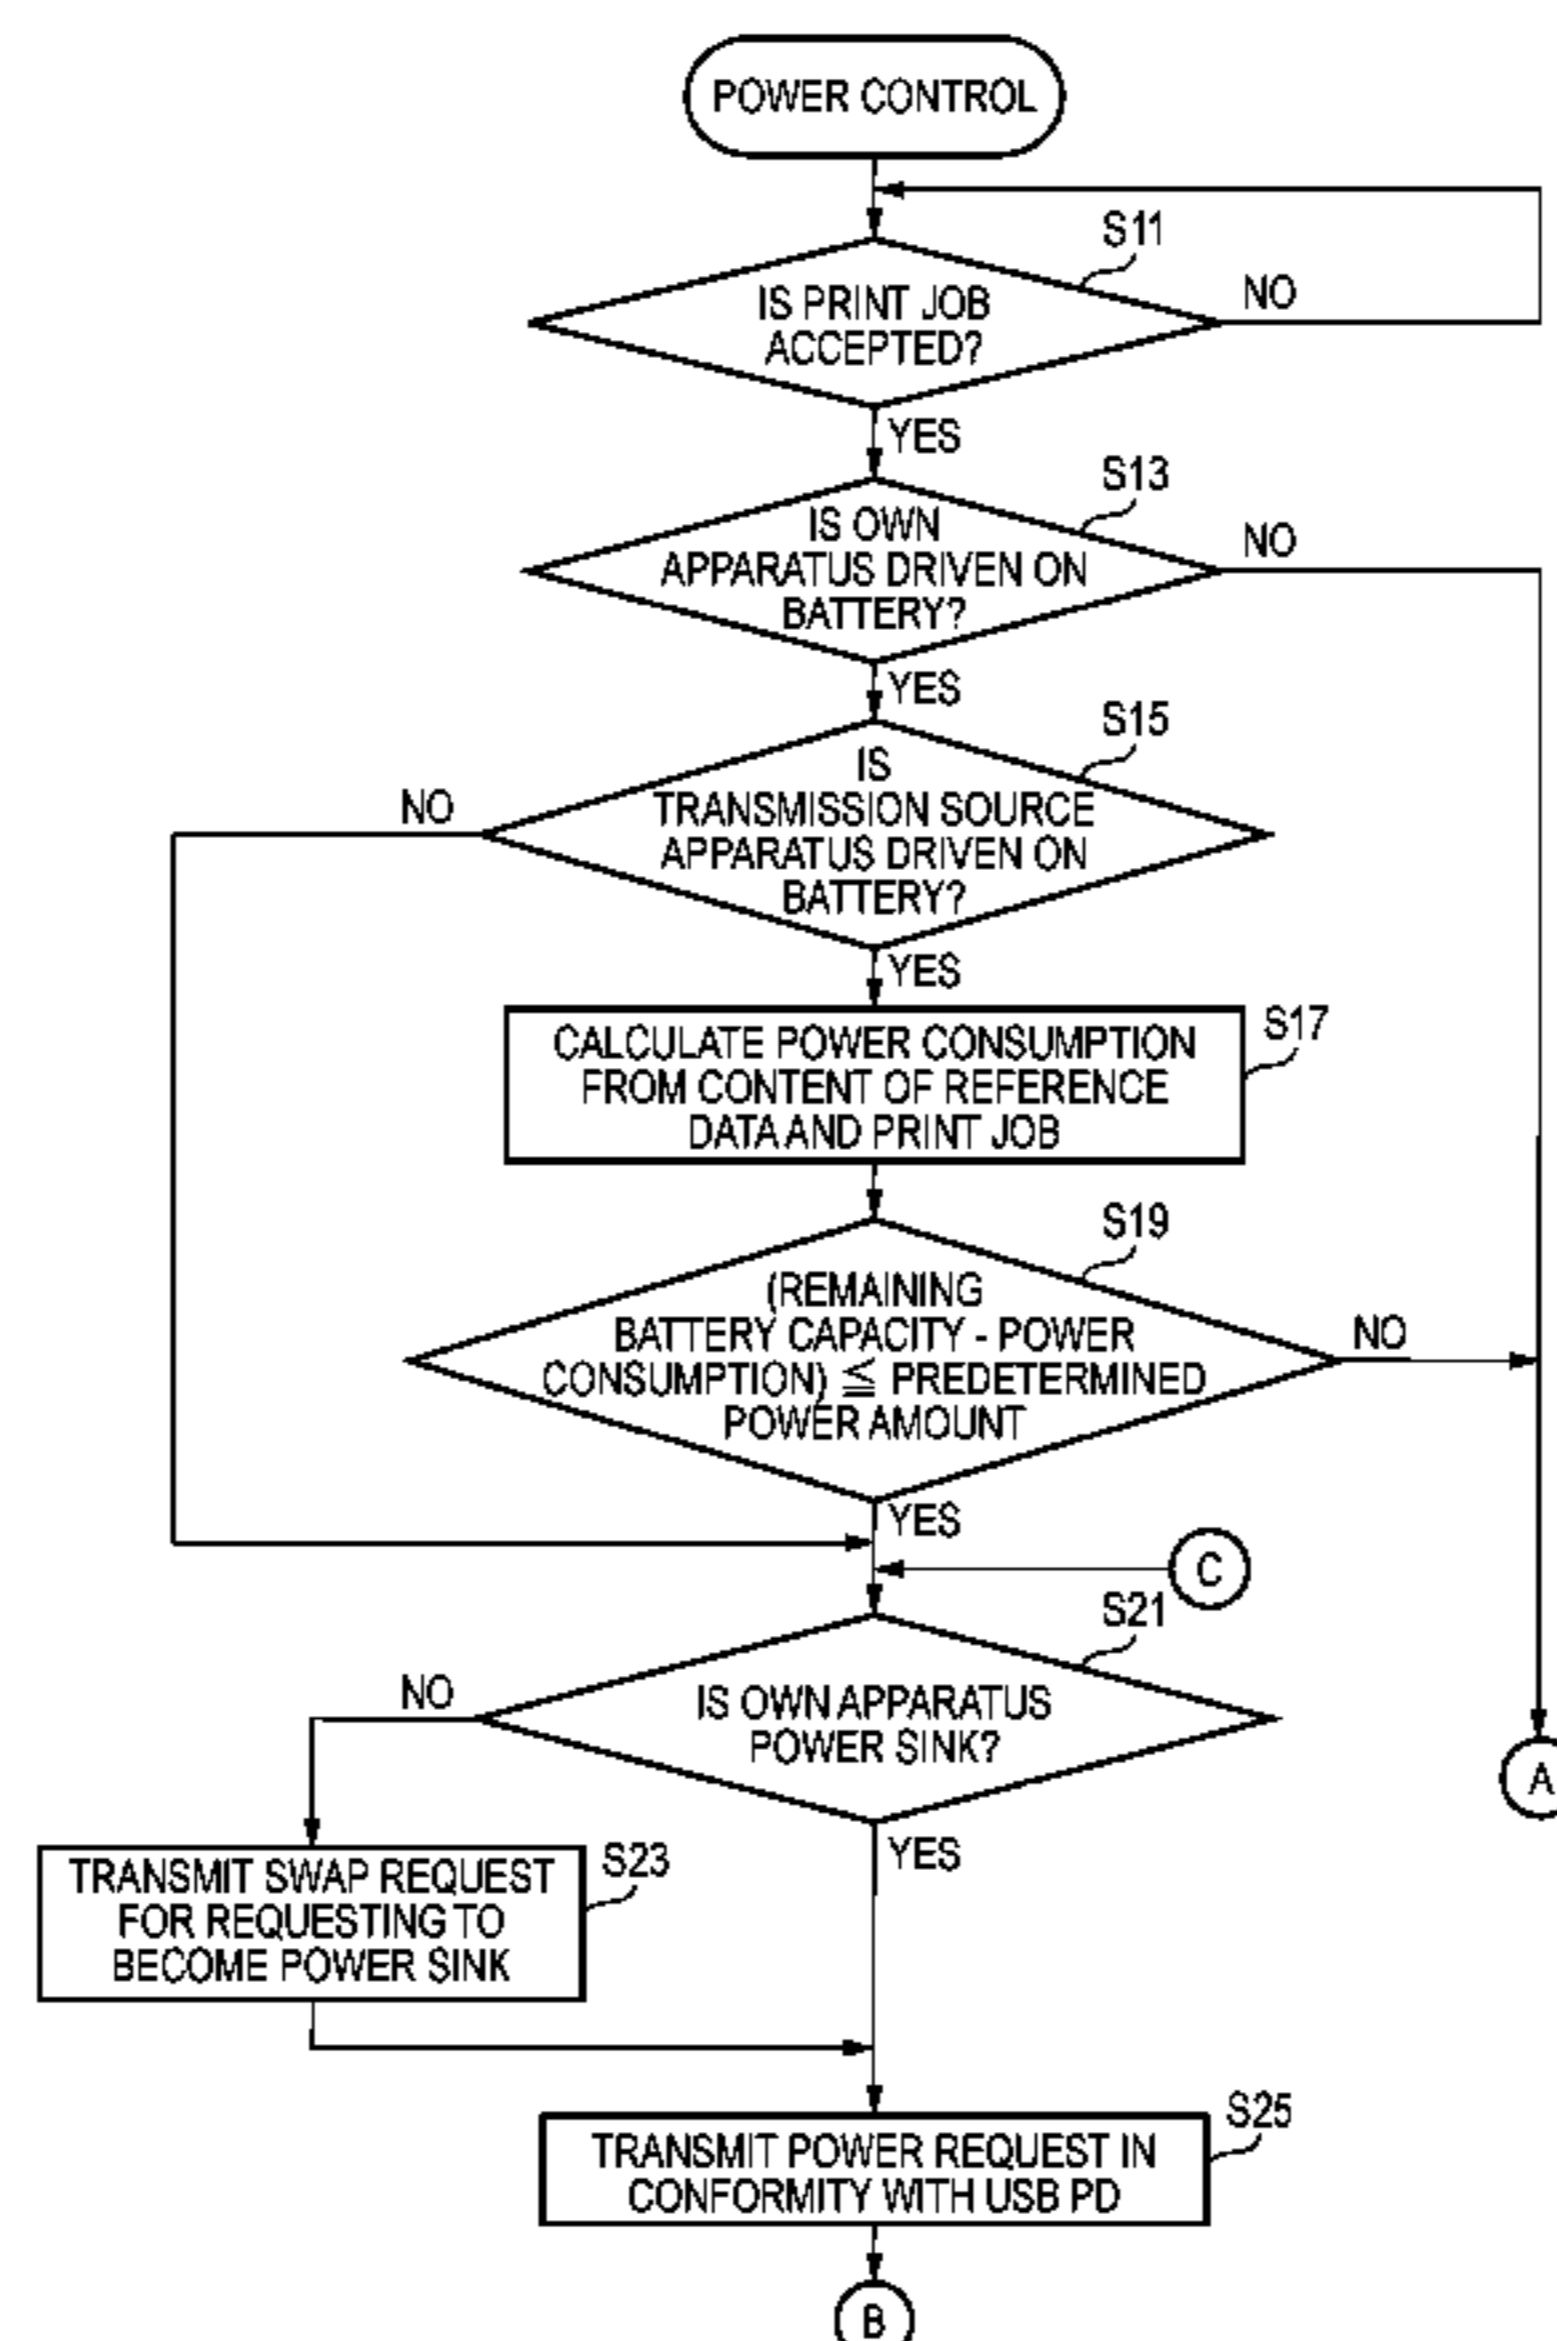 POWER CONTROL
S11
IS PRINT JOB
ACCEPTED?
NO
YES
S13
IS OWN
APPARATUS DRIVEN ON
BATTERY?
NO
YES
S15
IS
TRANSMISSION SOURCE
APPARATUS DRIVEN ON
BATTERY?
NO
YES
S17
CALCULATE POWER CONSUMPTION
FROM CONTENT OF REFERENCE
DATA AND PRINT JOB
S19
(REMAINING
BATTERY CAPACITY - POWER
CONSUMPTION) ≦ PREDETERMINED
POWER AMOUNT
NO
YES
C
S21
IS OWN APPARATUS
POWER SINK?
NO
YES
A
S23
TRANSMIT SWAP REQUEST
FOR REQUESTING TO
BECOME POWER SINK
S25
TRANSMIT POWER REQUEST IN
CONFORMITY WITH USB PD
B